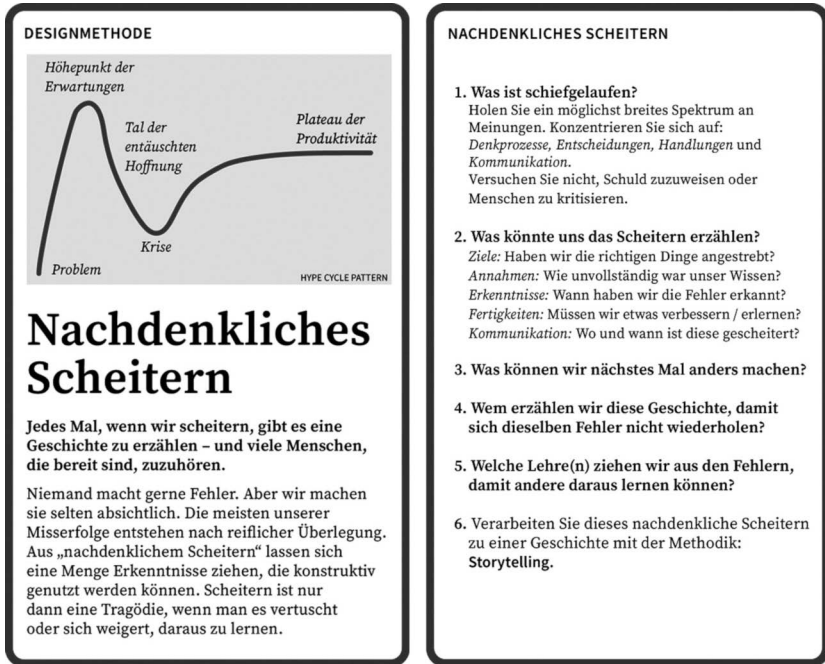 DESIGNMETHODE
Höhepunkt der
Erwartungen
Tal der
entäuschten
Hoffnung
Plateau der
Produktivität
Krise
Problem
HYPE CYCLE PATTERN
Nachdenkliches
Scheitern
Jedes Mal, wenn wir scheitern, gibt es eine
Geschichte zu erzählen – und viele Menschen,
die bereit sind, zuzuhören.
Niemand macht gerne Fehler. Aber wir machen
sie selten absichtlich. Die meisten unserer
Misserfolge entstehen nach reiflicher Überlegung.
Aus „nachdenklichem Scheitern“ lassen sich
eine Menge Erkenntnisse ziehen, die konstruktiv
genutzt werden können. Scheitern ist nur
dann eine Tragödie, wenn man es vertuscht
oder sich weigert, daraus zu lernen.
NACHDENKLICHES SCHEITERN
1. Was ist schiefgelaufen?
Holen Sie ein möglichst breites Spektrum an
Meinungen. Konzentrieren Sie sich auf:
Denkprozesse, Entscheidungen, Handlungen und
Kommunikation.
Versuchen Sie nicht, Schuld zuzuweisen oder
Menschen zu kritisieren.
2. Was könnte uns das Scheitern erzählen?
Ziele: Haben wir die richtigen Dinge angestrebt?
Annahmen: Wie unvollständig war unser Wissen?
Erkenntnisse: Wann haben wir die Fehler erkannt?
Fertigkeiten: Müssen wir etwas verbessern / erlernen?
Kommunikation: Wo und wann ist diese gescheitert?
3. Was können wir nächstes Mal anders machen?
4. Wem erzählen wir diese Geschichte, damit
sich dieselben Fehler nicht wiederholen?
5. Welche Lehre(n) ziehen wir aus den Fehlern,
damit andere daraus lernen können?
6. Verarbeiten Sie dieses nachdenkliche Scheitern
zu einer Geschichte mit der Methodik:
Storytelling.